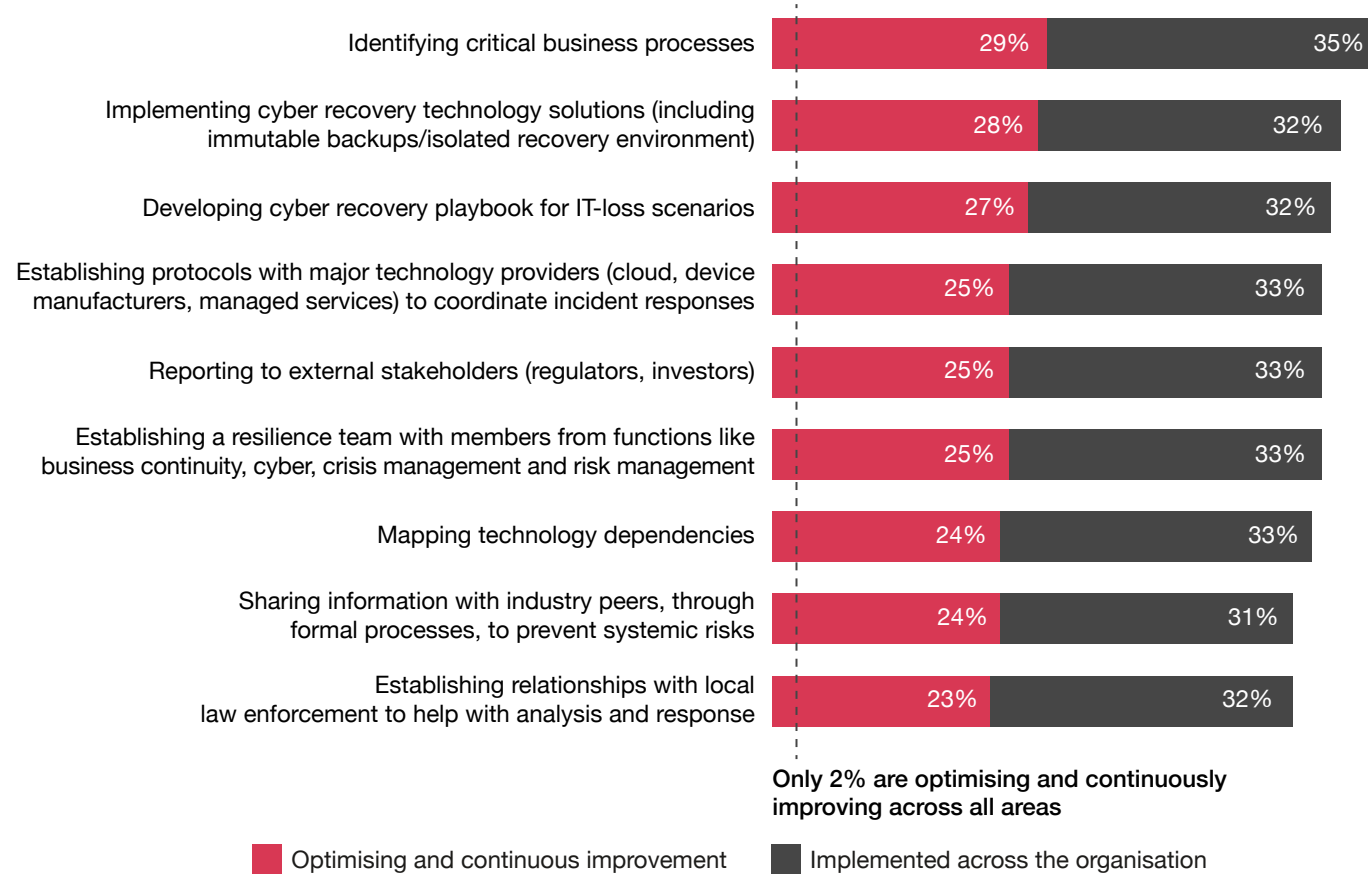 Identifying critical business processes
29%
35%
Implementing cyber recovery technology solutions (including
immutable backups/isolated recovery environment)
28%
32%
Developing cyber recovery playbook for IT-loss scenarios
27%
32%
Establishing protocols with major technology providers (cloud, device
manufacturers, managed services) to coordinate incident responses
25%
33%
Reporting to external stakeholders (regulators, investors)
25%
33%
Establishing a resilience team with members from functions like
business continuity, cyber, crisis management and risk management
25%
33%
Mapping technology dependencies
24%
33%
Sharing information with industry peers, through
formal processes, to prevent systemic risks
24%
31%
Establishing relationships with local
law enforcement to help with analysis and response
23%
32%
Only 2% are optimising and continuously
improving across all areas
Optimising and continuous improvement
Implemented across the organisation